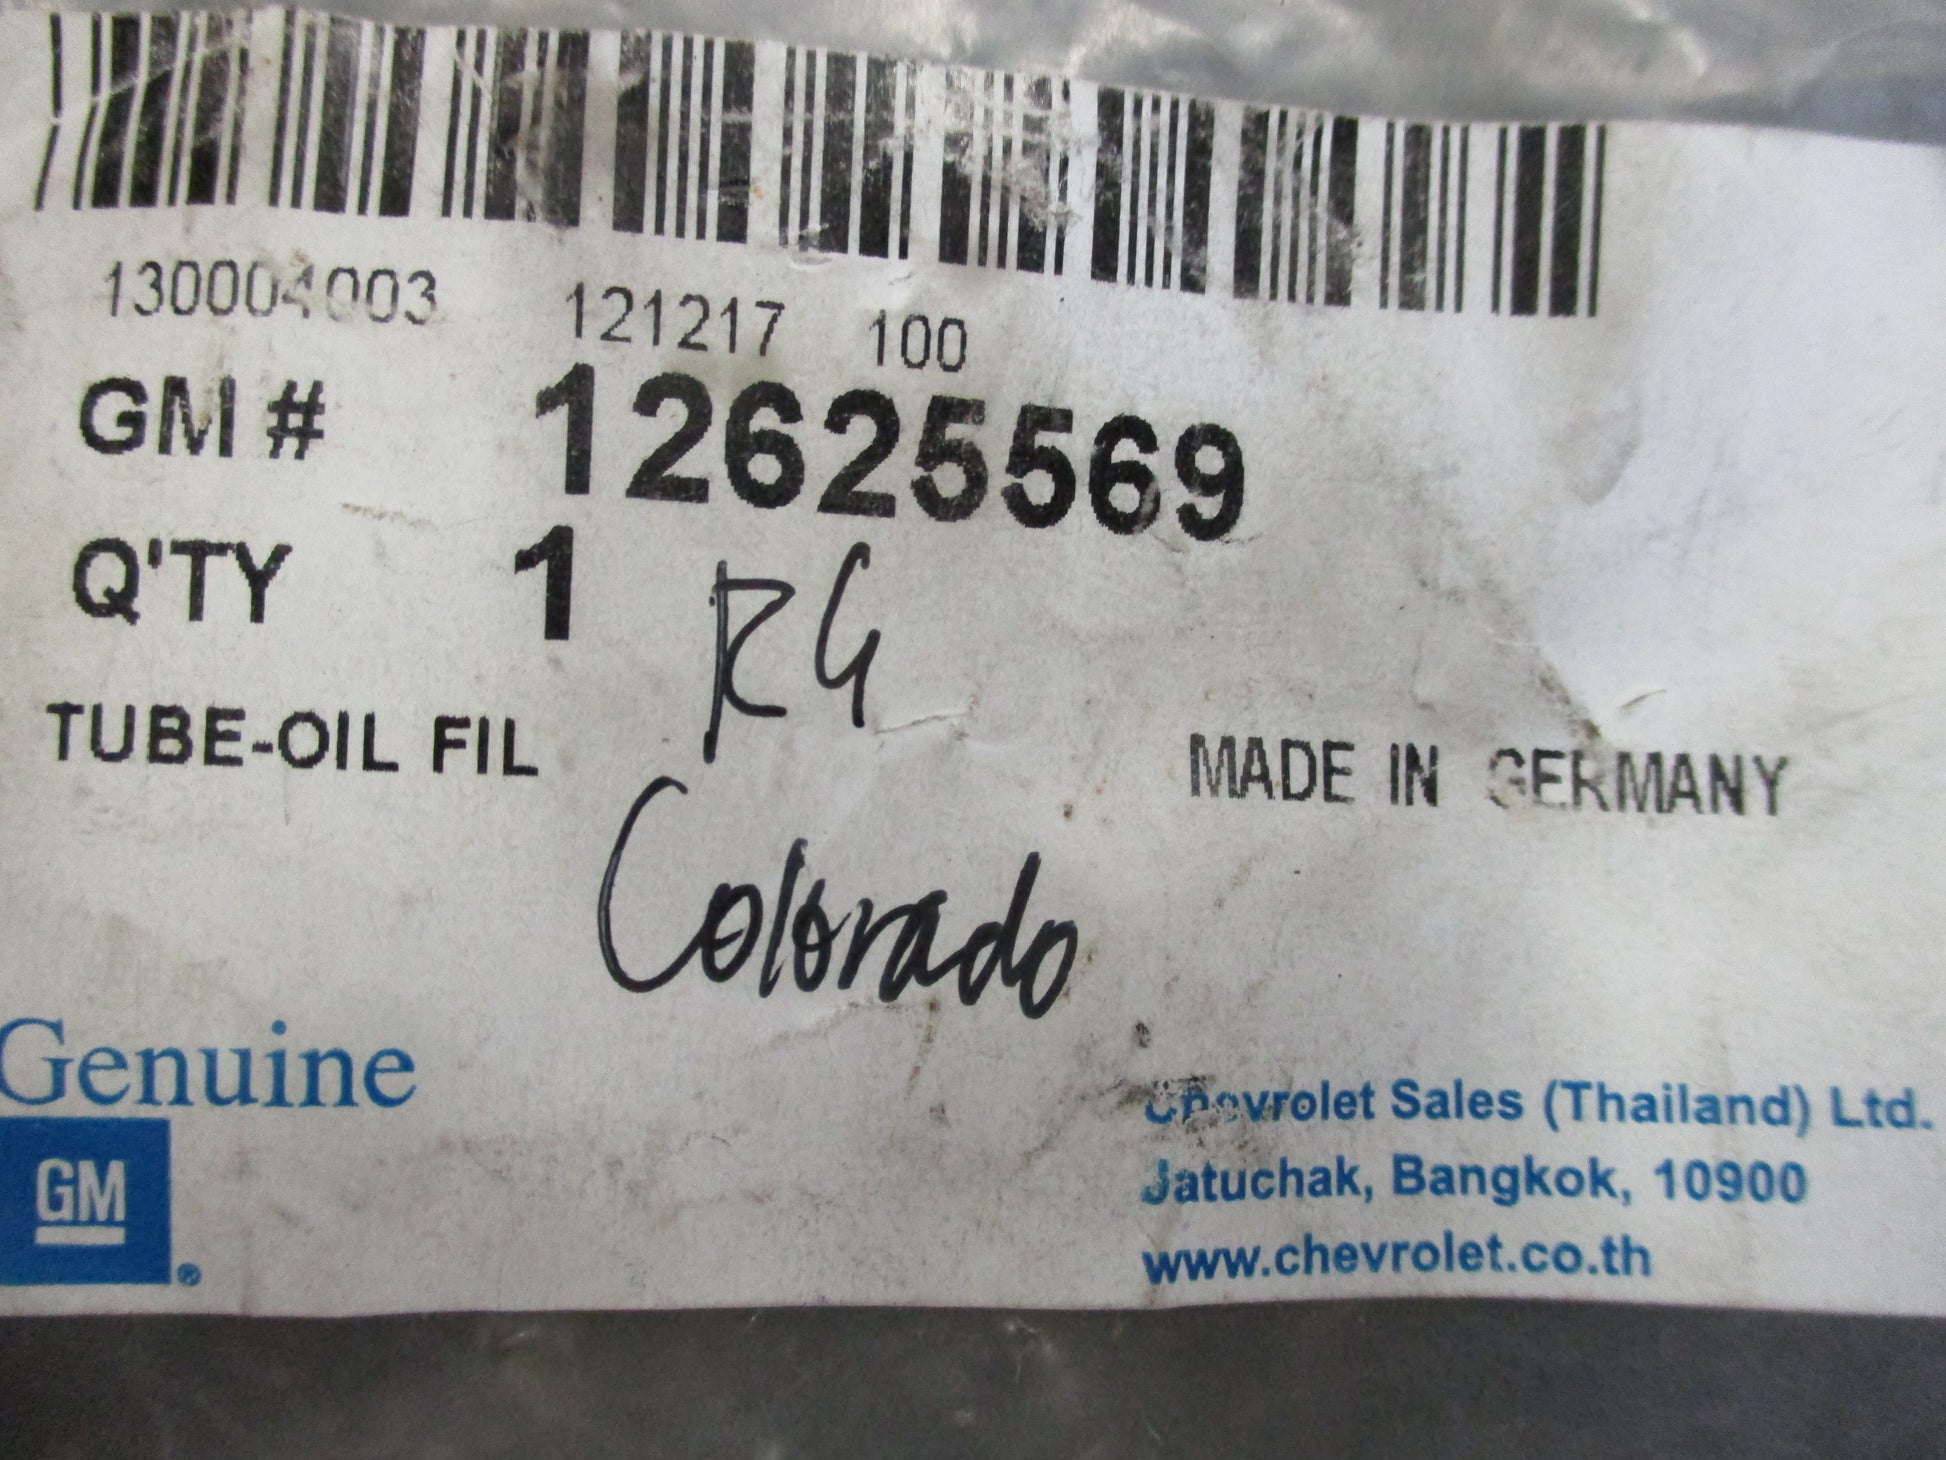 130004003 121217 100
GM # 12625569
Q'TY 1
RG
TUBE-OIL FIL
MADE IN GERMANY
Colorado
Genuine
GM
®
Chevrolet Sales (Thailand) Ltd.
Jatuchak, Bangkok, 10900
www.chevrolet.co.th